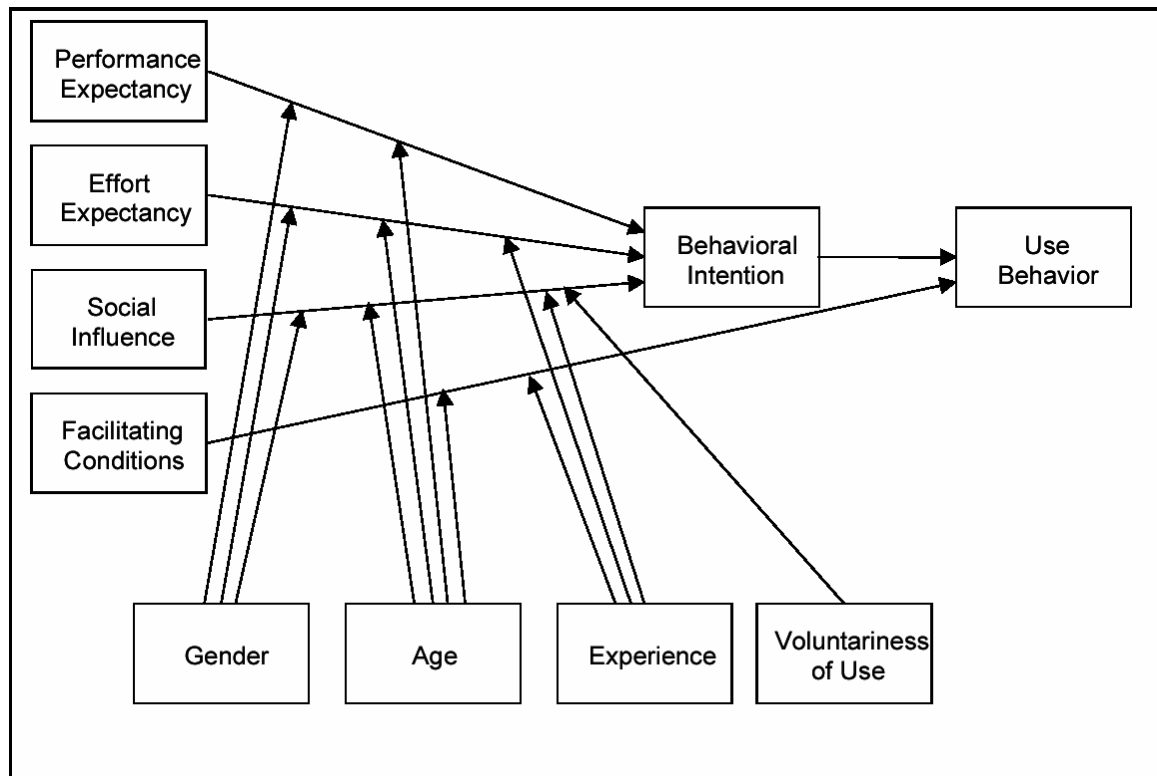 Performance
Expectancy
Effort
Expectancy
Social
Influence
Facilitating
Conditions
Behavioral
Intention
Use
Behavior
Gender
Age
Experience
Voluntariness
of Use